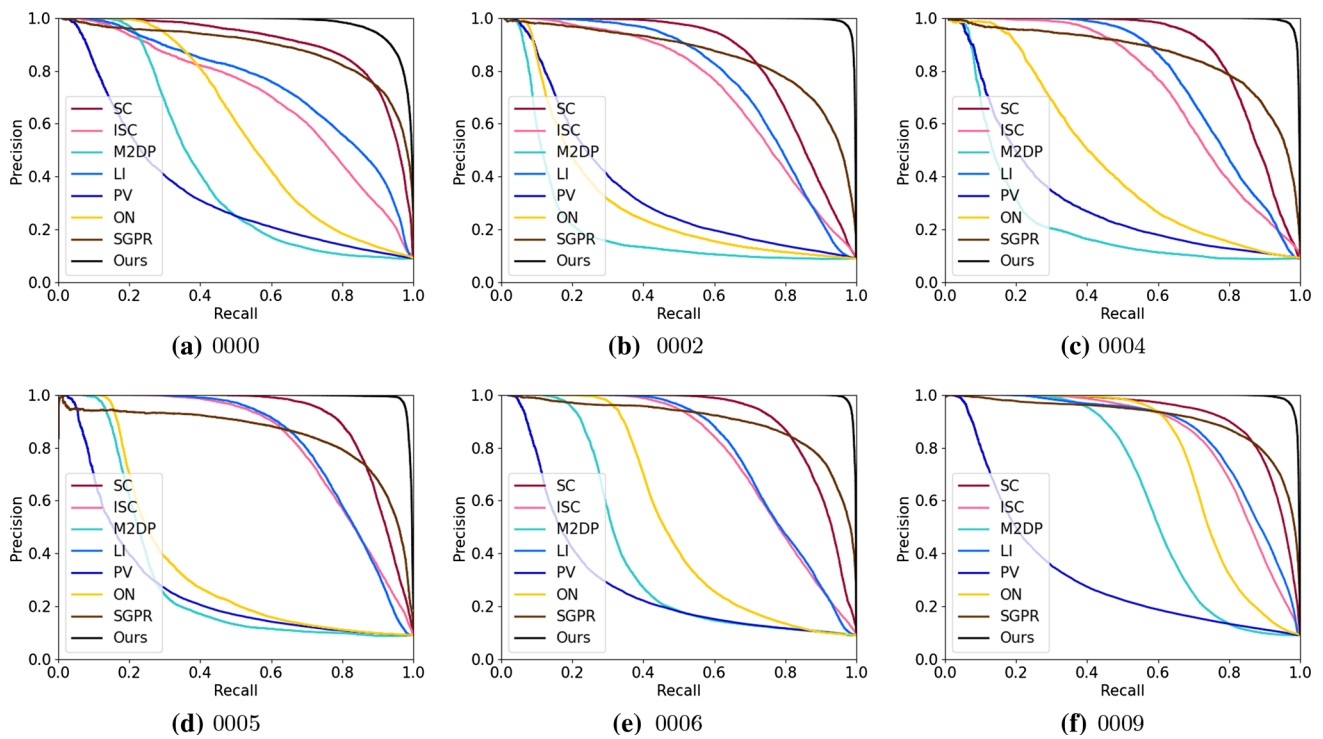 1.0
0.8
0.6
0.4
0.2
0.0
Precision
SC
ISC
M2DP
LI
PV
ON
SGPR
Ours
0.0 0.2 0.4 0.6 0.8 1.0
Recall
(a) 0000
1.0
0.8
0.6
0.4
0.2
0.0
Precision
SC
ISC
M2DP
LI
PV
ON
SGPR
Ours
0.0 0.2 0.4 0.6 0.8 1.0
Recall
(b) 0002
1.0
0.8
0.6
0.4
0.2
0.0
Precision
SC
ISC
M2DP
LI
PV
ON
SGPR
Ours
0.0 0.2 0.4 0.6 0.8 1.0
Recall
(c) 0004
1.0
0.8
0.6
0.4
0.2
0.0
Precision
SC
ISC
M2DP
LI
PV
ON
SGPR
Ours
0.0 0.2 0.4 0.6 0.8 1.0
Recall
(d) 0005
1.0
0.8
0.6
0.4
0.2
0.0
Precision
SC
ISC
M2DP
LI
PV
ON
SGPR
Ours
0.0 0.2 0.4 0.6 0.8 1.0
Recall
(e) 0006
1.0
0.8
0.6
0.4
0.2
0.0
Precision
SC
ISC
M2DP
LI
PV
ON
SGPR
Ours
0.0 0.2 0.4 0.6 0.8 1.0
Recall
(f) 0009